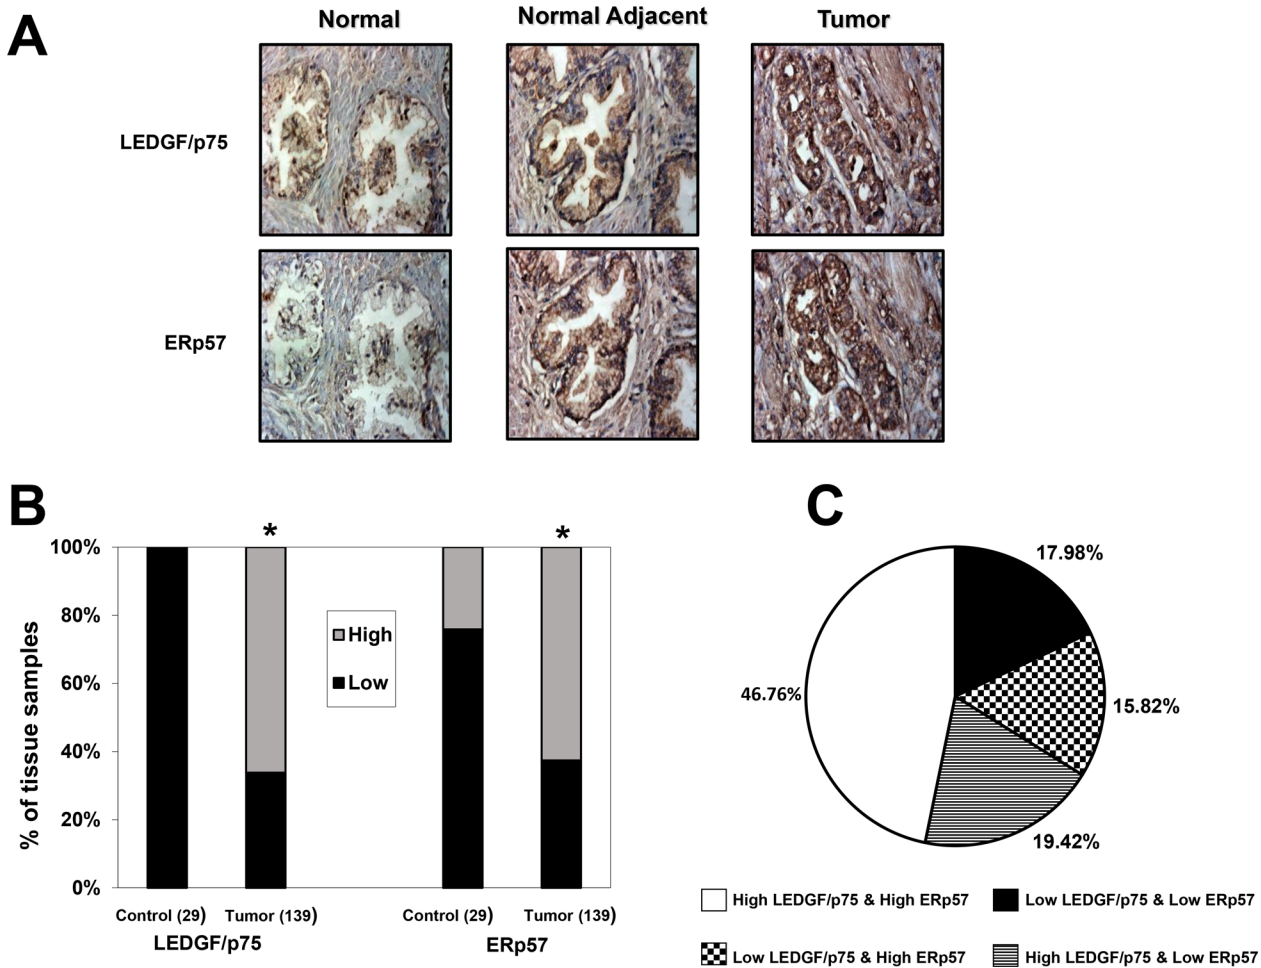 A
Normal
Normal Adjacent
Tumor
LEDGF/p75
ERp57
B
100%
80%
60%
40%
20%
0%
% of tissue samples
*
*
High
Low
Control (29)
Tumor (139)
Control (29)
Tumor (139)
LEDGF/p75
ERp57
C
17.98%
46.76%
15.82%
19.42%
High LEDGF/p75 & High ERp57
Low LEDGF/p75 & Low ERp57
Low LEDGF/p75 & High ERp57
High LEDGF/p75 & Low ERp57